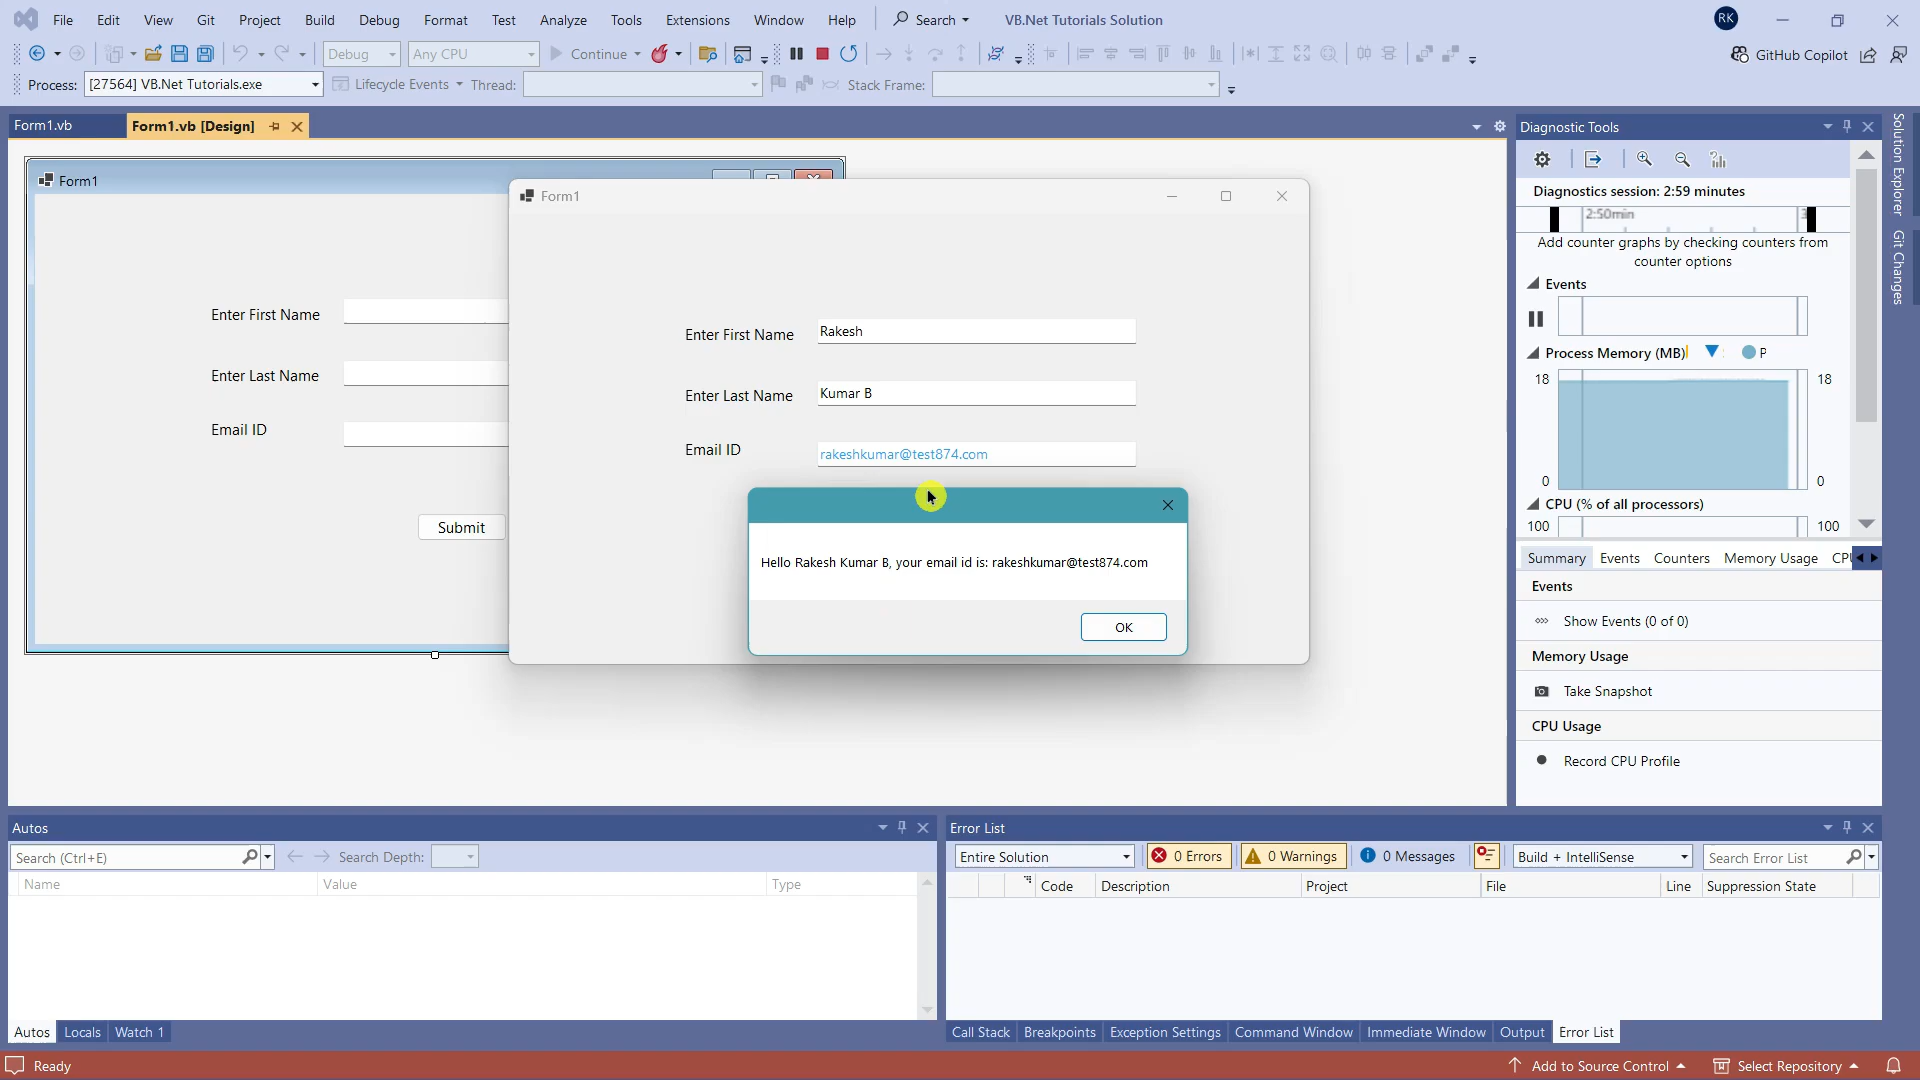 File Edit View Git Project Build Debug Format Test Analyze Tools Extensions Window Help Search VB.Net Tutorials Solution RK
Debug Any CPU Continue GitHub Copilot
Process: [27564] VB.Net Tutorials.exe Lifecycle Events Thread: Stack Frame:
Form1.vb Form1.vb [Design]
Form1
Enter First Name
Enter Last Name
Email ID
Submit
Form1
Enter First Name Rakesh
Enter Last Name Kumar B
Email ID rakeshkumar@test874.com
Hello Rakesh Kumar B, your email id is: rakeshkumar@test874.com
OK
Diagnostic Tools
Diagnostics session: 2:59 minutes
2:50min
Add counter graphs by checking counters from
counter options
Events
Process Memory (MB) P
18 18
0 0
CPU (% of all processors)
100 100
Summary Events Counters Memory Usage
Events
Show Events (0 of 0)
Memory Usage
Take Snapshot
CPU Usage
Record CPU Profile
Solution Explorer
Git Changes
Autos
Search (Ctrl+E) Search Depth:
Name Value Type
Autos Locals Watch 1
Error List
Entire Solution 0 Errors 0 Warnings 0 Messages Build + IntelliSense Search Error List
Code Description Project File Line Suppression State
Call Stack Breakpoints Exception Settings Command Window Immediate Window Output Error List
Ready Add to Source Control Select Repository